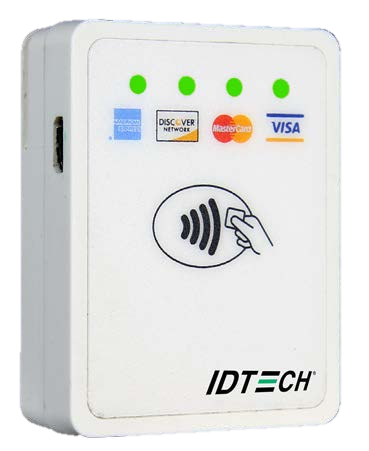 AMERICAN EXPRESS
DISCOVER NETWORK
MasterCard
VISA
IDTECH®